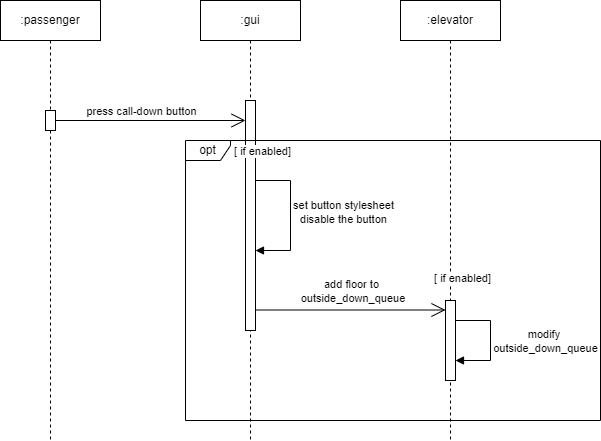 :passenger
:gui
:elevator
press call-down button
opt
[ if enabled]
set button stylesheet
disable the button
[ if enabled]
add floor to
outside_down_queue
modify
outside_down_queue